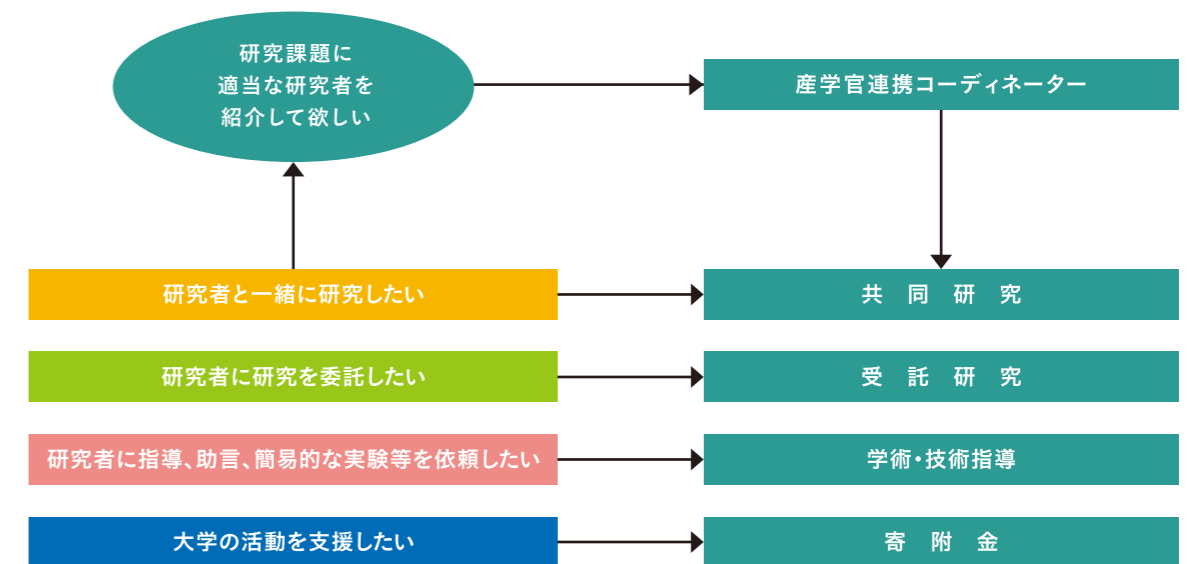 研究課題に
適当な研究者を
紹介して欲しい
産学官連携コーディネーター
研究者と一緒に研究したい
共　同　研　究
研究者に研究を委託したい
受　託　研　究
研究者に指導、助言、簡易的な実験等を依頼したい
学術・技術指導
大学の活動を支援したい
寄　附　金